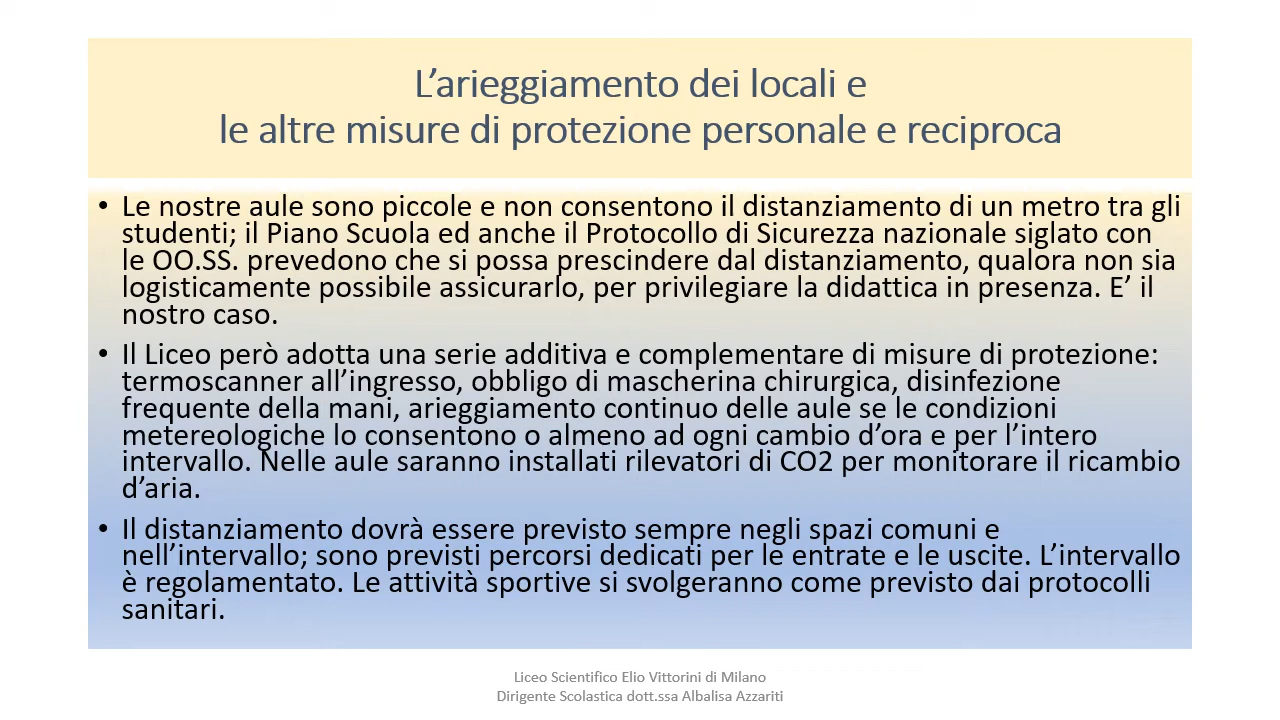 L’arieggiamento dei locali e
le altre misure di protezione personale e reciproca
• Le nostre aule sono piccole e non consentono il distanziamento di un metro tra gli
studenti; il Piano Scuola ed anche il Protocollo di Sicurezza nazionale siglato con
le OO.SS. prevedono che si possa prescindere dal distanziamento, qualora non sia
logisticamente possibile assicurarlo, per privilegiare la didattica in presenza. E’ il
nostro caso.
• Il Liceo però adotta una serie additiva e complementare di misure di protezione:
termoscanner all’ingresso, obbligo di mascherina chirurgica, disinfezione
frequente della mani, arieggiamento continuo delle aule se le condizioni
metereologiche lo consentono o almeno ad ogni cambio d’ora e per l’intero
intervallo. Nelle aule saranno installati rilevatori di CO2 per monitorare il ricambio
d’aria.
• Il distanziamento dovrà essere previsto sempre negli spazi comuni e
nell’intervallo; sono previsti percorsi dedicati per le entrate e le uscite. L’intervallo
è regolamentato. Le attività sportive si svolgeranno come previsto dai protocolli
sanitari.
Liceo Scientifico Elio Vittorini di Milano
Dirigente Scolastica dott.ssa Albalisa Azzariti